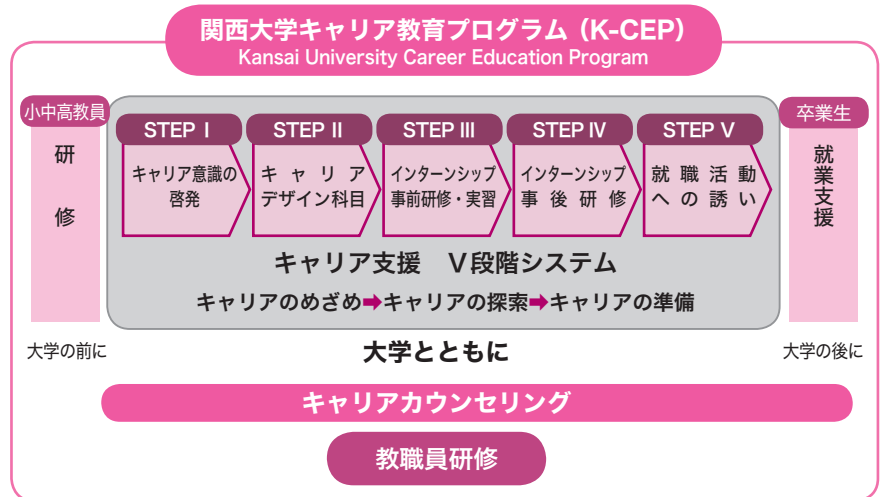 関西大学キャリア教育プログラム（K-CEP）
Kansai University Career Education Program
小中高教員
研修
大学の前に
STEP I
キャリア意識の
啓発
STEP II
キャリア
デザイン科目
STEP III
インターンシップ
事前研修・実習
STEP IV
インターンシップ
事後研修
STEP V
就職活動
への誘い
キャリア支援　V段階システム
キャリアのめざめ➡キャリアの探索➡キャリアの準備
大学とともに
卒業生
就業支援
大学の後に
キャリアカウンセリング
教職員研修